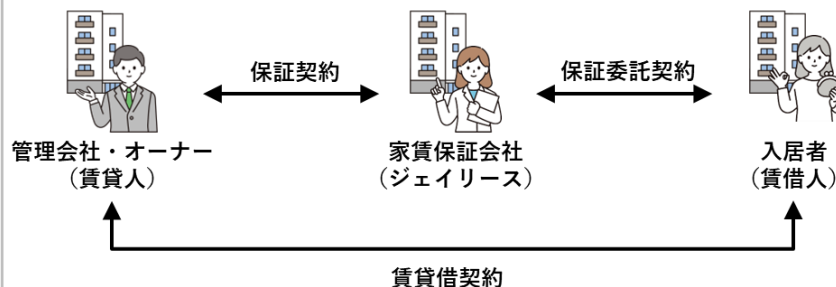 保証契約
保証委託契約
管理会社・オーナー
（賃貸人）
家賃保証会社
（ジェイリース）
入居者
（賃借人）
賃貸借契約